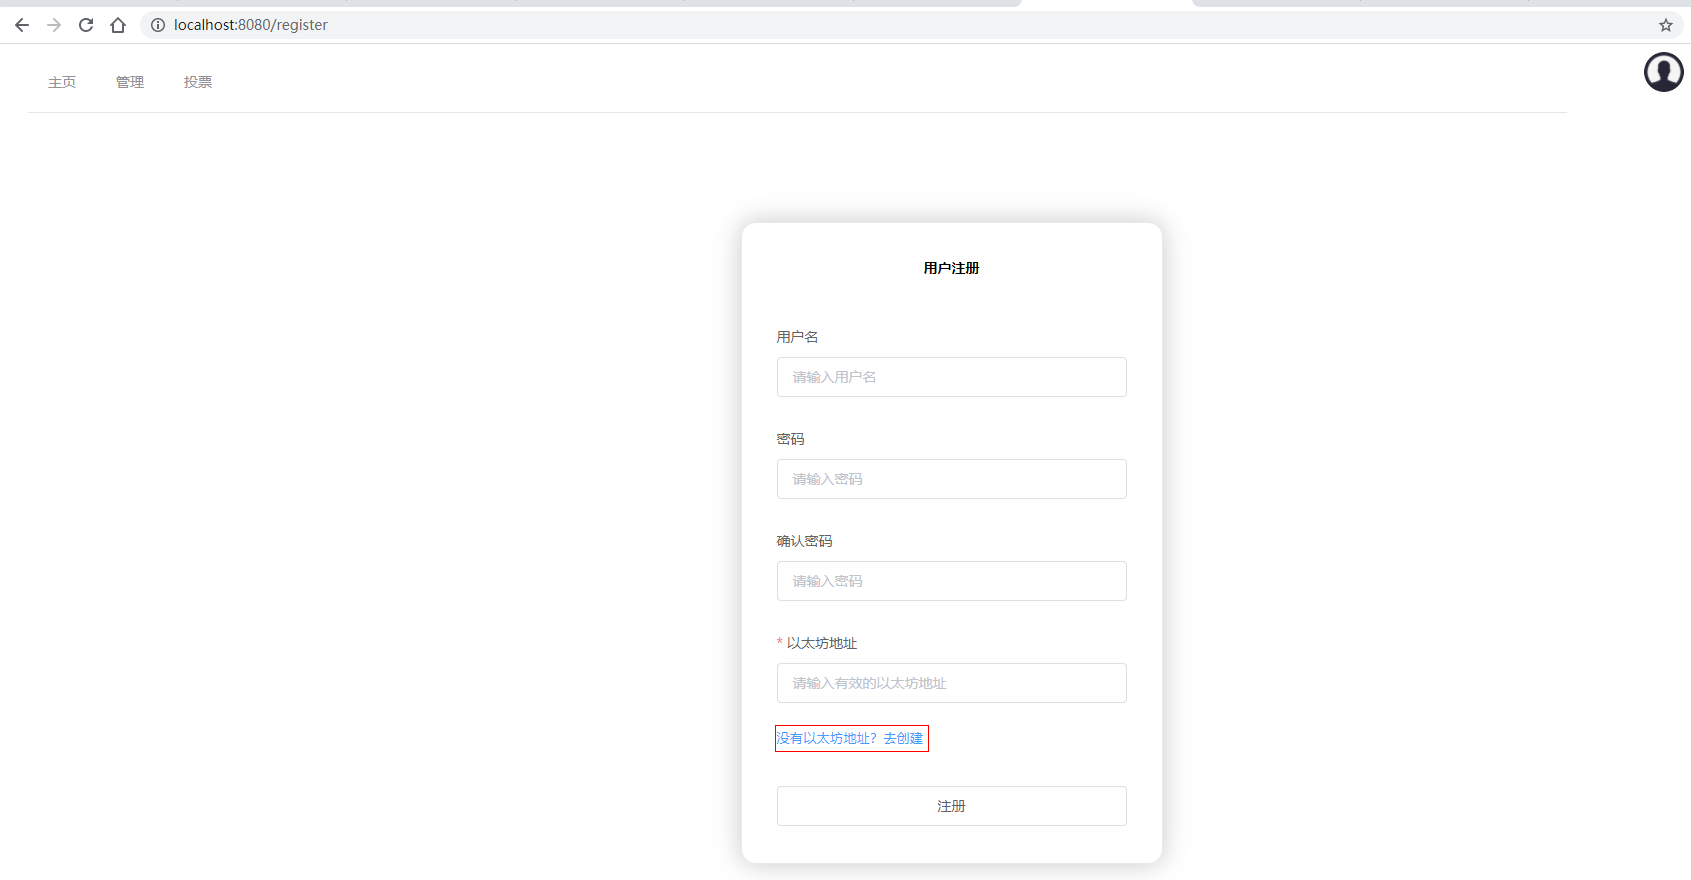 localhost:8080/register
主页 管理 投票
用户注册
用户名
请输入用户名
密码
请输入密码
确认密码
请输入密码
* 以太坊地址
请输入有效的以太坊地址
没有以太坊地址？去创建
注册